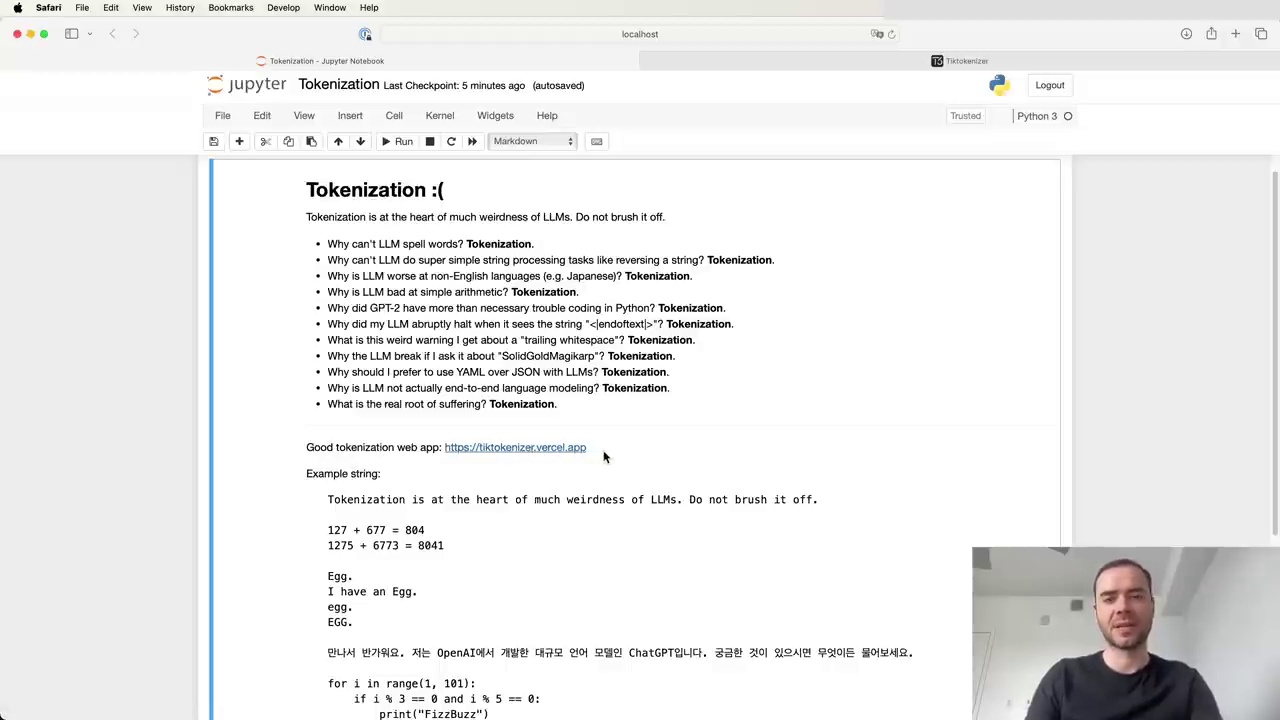 Safari File Edit View History Bookmarks Develop Window Help
localhost
Tokenization - Jupyter Notebook
Tiktokenizer
jupyter Tokenization Last Checkpoint: 5 minutes ago (autosaved)
Logout
File Edit View Insert Cell Kernel Widgets Help
Trusted
Python 3
Run
Markdown
Tokenization :(
Tokenization is at the heart of much weirdness of LLMs. Do not brush it off.
• Why can't LLM spell words? Tokenization.
• Why can't LLM do super simple string processing tasks like reversing a string? Tokenization.
• Why is LLM worse at non-English languages (e.g. Japanese)? Tokenization.
• Why is LLM bad at simple arithmetic? Tokenization.
• Why did GPT-2 have more than necessary trouble coding in Python? Tokenization.
• Why did my LLM abruptly halt when it sees the string "<|endoftext|>"? Tokenization.
• What is this weird warning I get about a "trailing whitespace"? Tokenization.
• Why the LLM break if I ask it about "SolidGoldMagikarp"? Tokenization.
• Why should I prefer to use YAML over JSON with LLMs? Tokenization.
• Why is LLM not actually end-to-end language modeling? Tokenization.
• What is the real root of suffering? Tokenization.
Good tokenization web app: https://tiktokenizer.vercel.app
Example string:
Tokenization is at the heart of much weirdness of LLMs. Do not brush it off.
127 + 677 = 804
1275 + 6773 = 8041
Egg.
I have an Egg.
egg.
EGG.
만나서 반가워요. 저는 OpenAI에서 개발한 대규모 언어 모델인 ChatGPT입니다. 궁금한 것이 있으시면 무엇이든 물어보세요.
for i in range(1, 101):
    if i % 3 == 0 and i % 5 == 0:
        print("FizzBuzz")